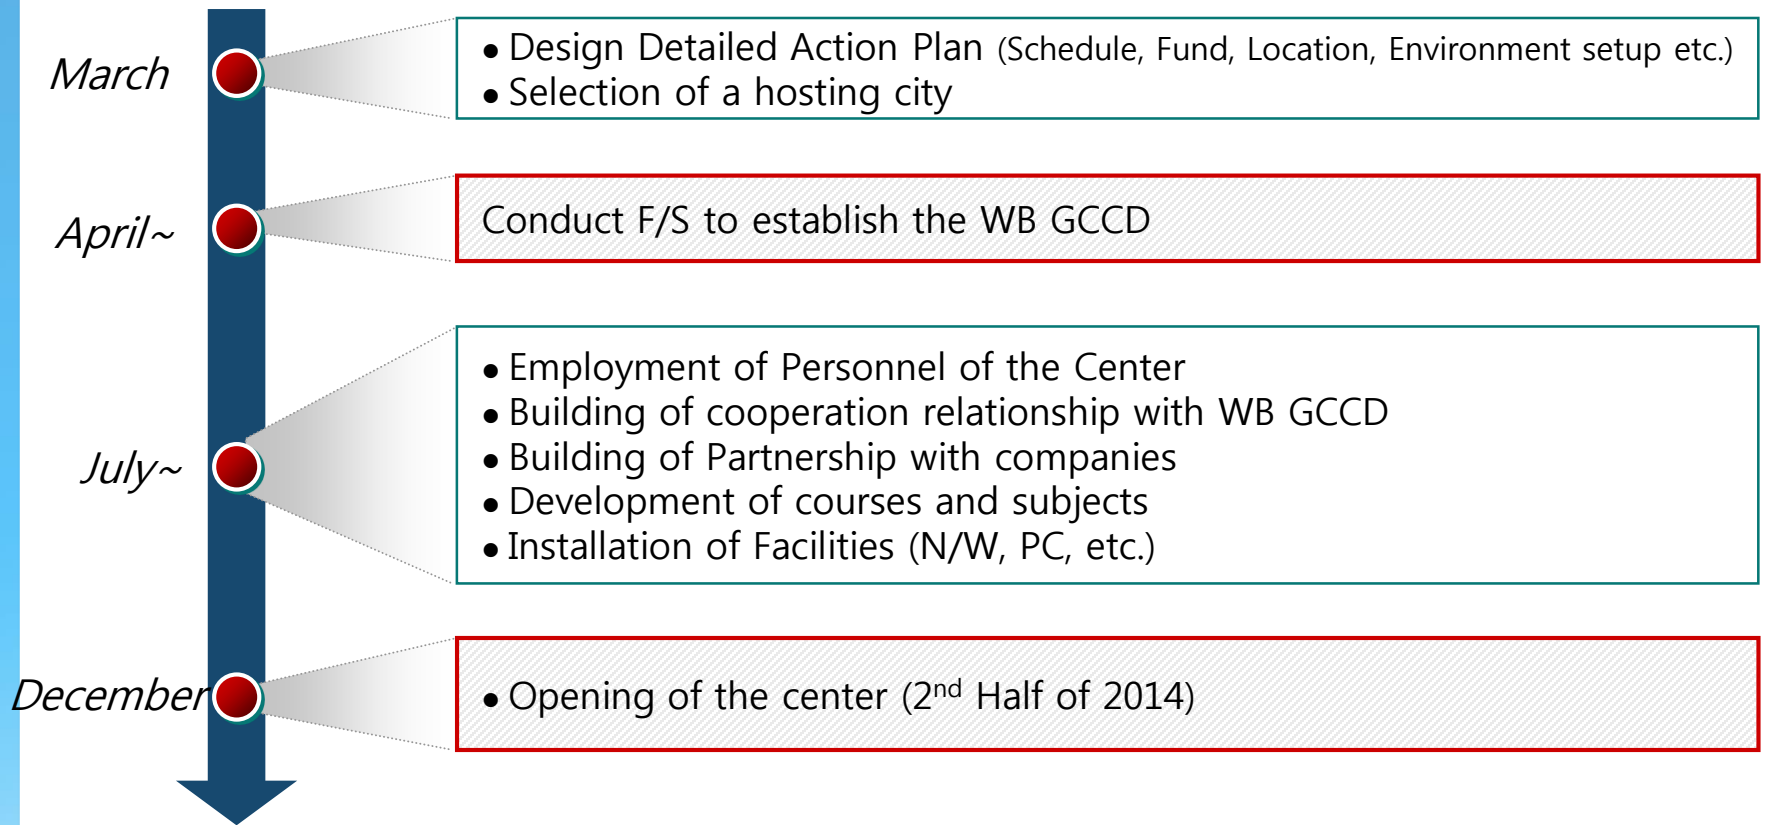 March
● Design Detailed Action Plan (Schedule, Fund, Location, Environment setup etc.)
● Selection of a hosting city
April~
Conduct F/S to establish the WB GCCD
July~
● Employment of Personnel of the Center
● Building of cooperation relationship with WB GCCD
● Building of Partnership with companies
● Development of courses and subjects
● Installation of Facilities (N/W, PC, etc.)
December
● Opening of the center (2nd Half of 2014)